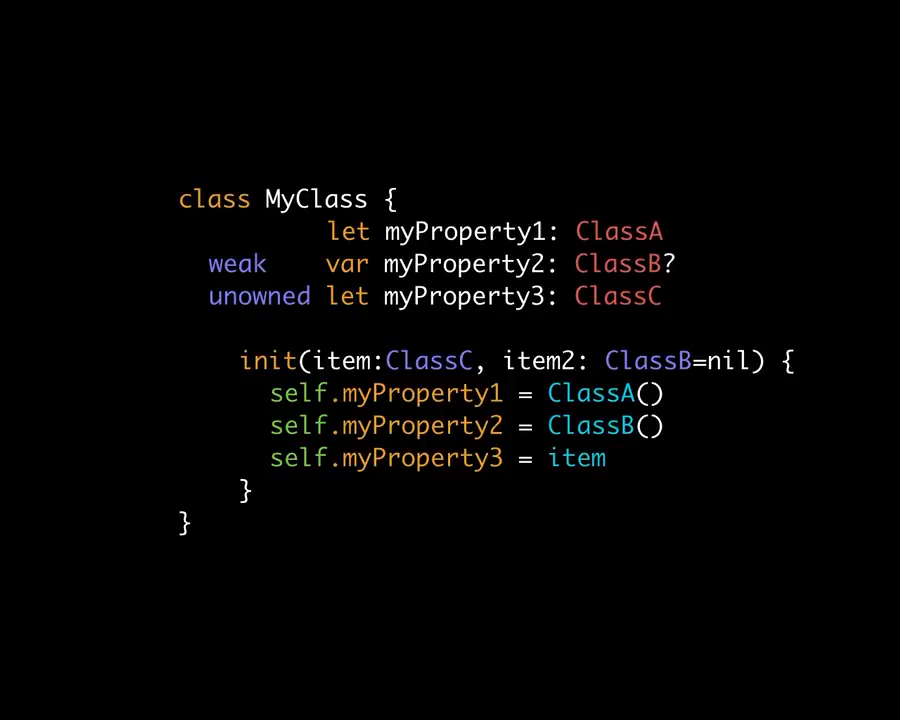 class MyClass {
let myProperty1: ClassA
weak var myProperty2: ClassB?
unowned let myProperty3: ClassC
init(item:ClassC, item2: ClassB=nil) {
self.myProperty1 = ClassA()
self.myProperty2 = ClassB()
self.myProperty3 = item
}
}